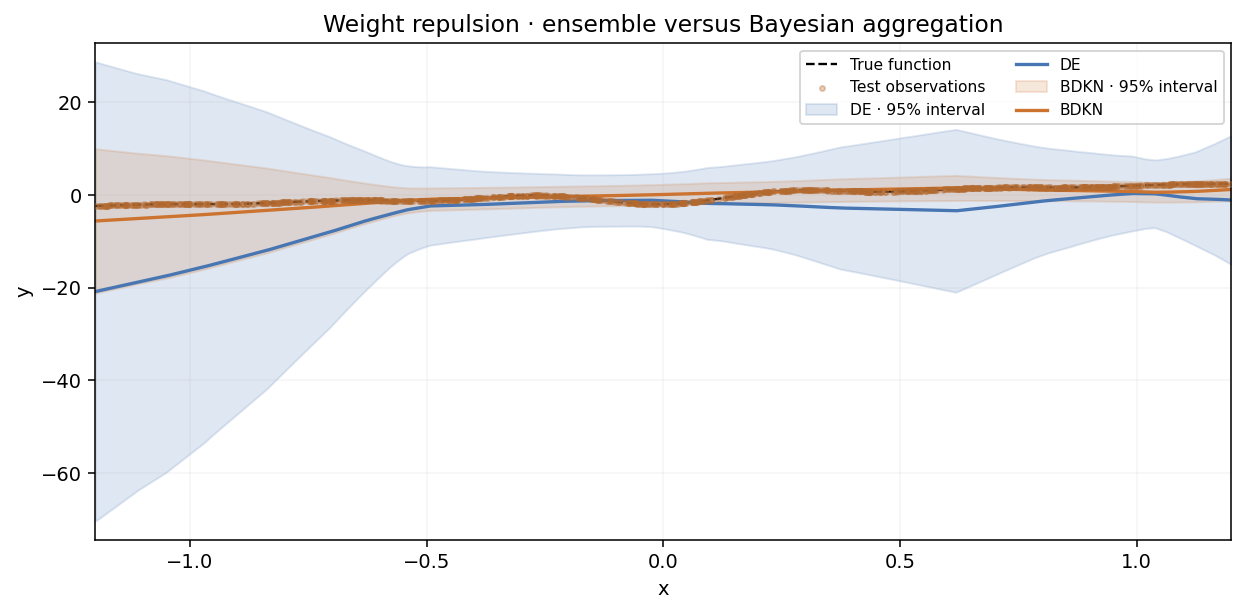 Weight repulsion · ensemble versus Bayesian aggregation
True function
Test observations
DE · 95% interval
DE
BDKN · 95% interval
BDKN
y
20
0
−20
−40
−60
−1.0
−0.5
0.0
0.5
1.0
x